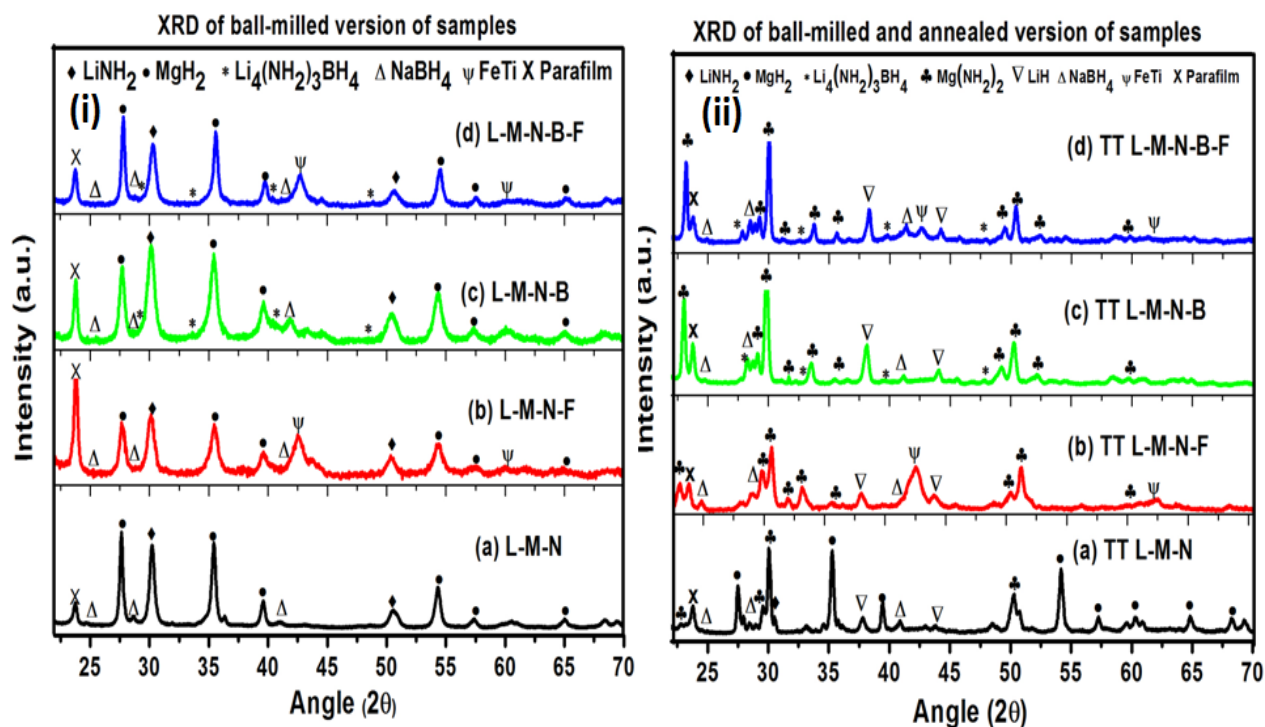 XRD of ball-milled version of samples
♦ LiNH₂ ● MgH₂ * Li₄(NH₂)₃BH₄ Δ NaBH₄ ψ FeTi X Parafilm
(i)
(d) L-M-N-B-F
X Δ Δ * ● ♦ * ● ● * Δ ψ * ♦ ● ● ψ ●
(c) L-M-N-B
X Δ ● Δ * ♦ * ● ● * Δ * ♦ ● ● ●
(b) L-M-N-F
X Δ ● Δ ♦ ● ● Δ ψ ♦ ● ● ψ ●
(a) L-M-N
X Δ ● Δ ♦ ● ● Δ ♦ ● ● ●
25 30 35 40 45 50 55 60 65 70
Angle (2θ)
Intensity (a.u.)
XRD of ball-milled and annealed version of samples
♦ LiNH₂ ● MgH₂ * Li₄(NH₂)₃BH₄ ♣ Mg(NH₂)₂ ∇ LiH Δ NaBH₄ ψ FeTi X Parafilm
(ii)
(d) TT L-M-N-B-F
♣ X Δ * Δ ♣ ♣ ♣ * ♣ ♣ ∇ * Δ ψ ∇ * ♣ ♣ ♣ ♣ ψ
(c) TT L-M-N-B
♣ X Δ * Δ ♣ ♣ ♣ * ♣ ♣ ∇ * Δ ∇ * ♣ ♣ ♣ ♣
(b) TT L-M-N-F
♣ X Δ Δ ♣ ♣ ♣ ♣ ♣ ∇ Δ ψ ∇ ♣ ♣ ♣ ψ
(a) TT L-M-N
♣ X Δ ● Δ ♣ ♣ ♦ ● ∇ ● Δ ∇ ♣ ● ● ● ● ●
25 30 35 40 45 50 55 60 65 70
Angle (2θ)
Intensity (a.u.)